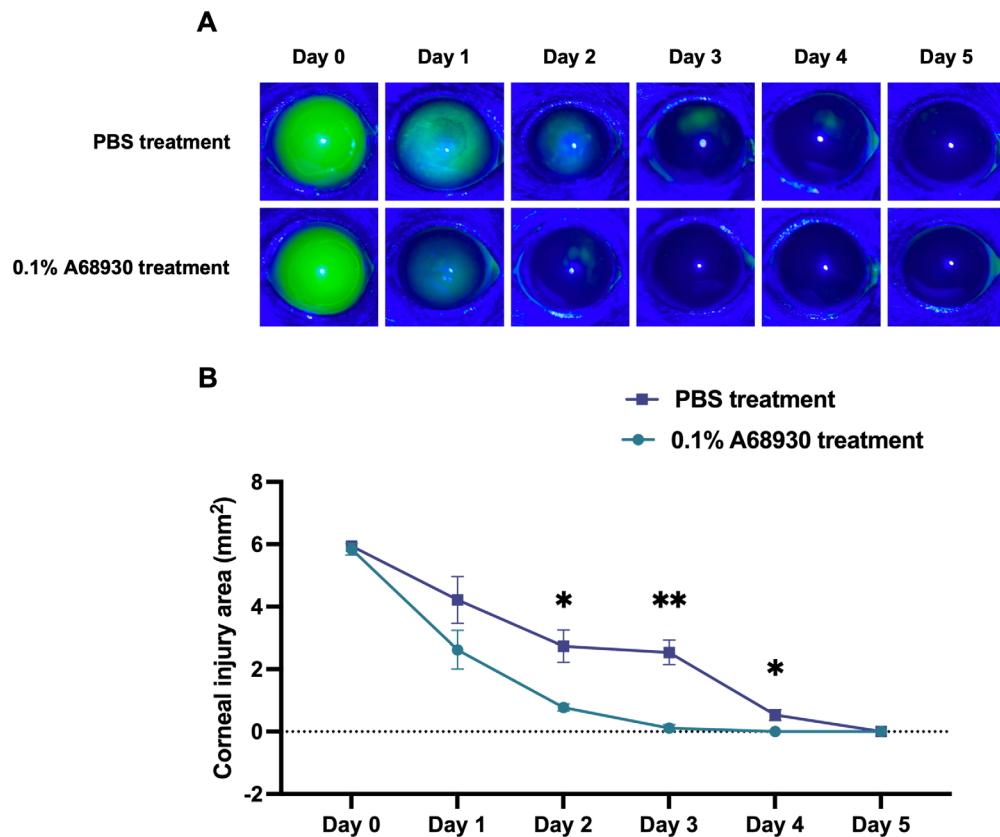 A
Day 0 Day 1 Day 2 Day 3 Day 4 Day 5
PBS treatment
0.1% A68930 treatment
B
PBS treatment
0.1% A68930 treatment
Corneal injury area (mm²)
8
6
4
2
0
-2
* ** *
Day 0 Day 1 Day 2 Day 3 Day 4 Day 5